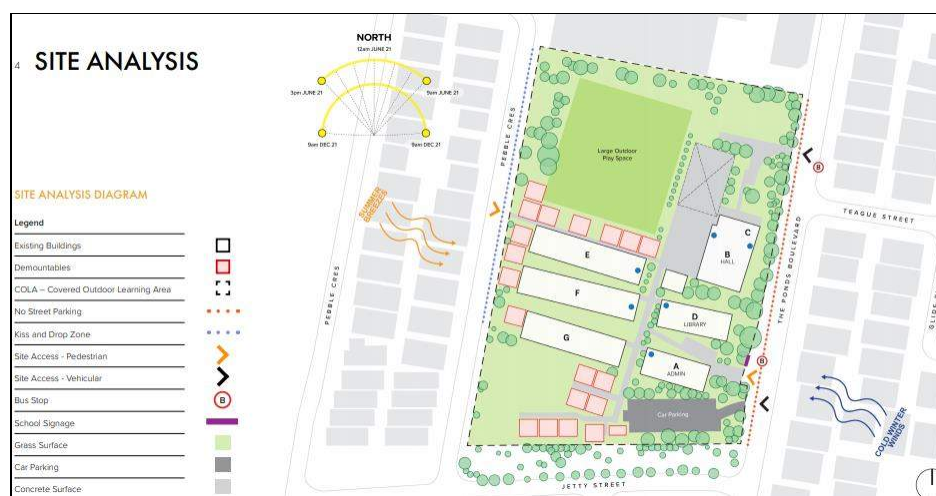 4 SITE ANALYSIS
NORTH
12am JUNE 21
3pm JUNE 21
9am JUNE 21
9am DEC 21
9am DEC 21
SITE ANALYSIS DIAGRAM
Legend
Existing Buildings
Demountables
COLA – Covered Outdoor Learning Area
No Street Parking
Kiss and Drop Zone
Site Access - Pedestrian
Site Access - Vehicular
Bus Stop
B
School Signage
Grass Surface
Car Parking
Concrete Surface
SUMMER
BREEZES
PEBBLE CRES
PEBBLE CRES
Large Outdoor
Play Space
B
TEAGUE STREET
C
B
HALL
E
F
G
D
LIBRARY
A
ADMIN
Car Parking
THE PONDS BOULEVARD
B
COLD WINTER
WINDS
JETTY STREET